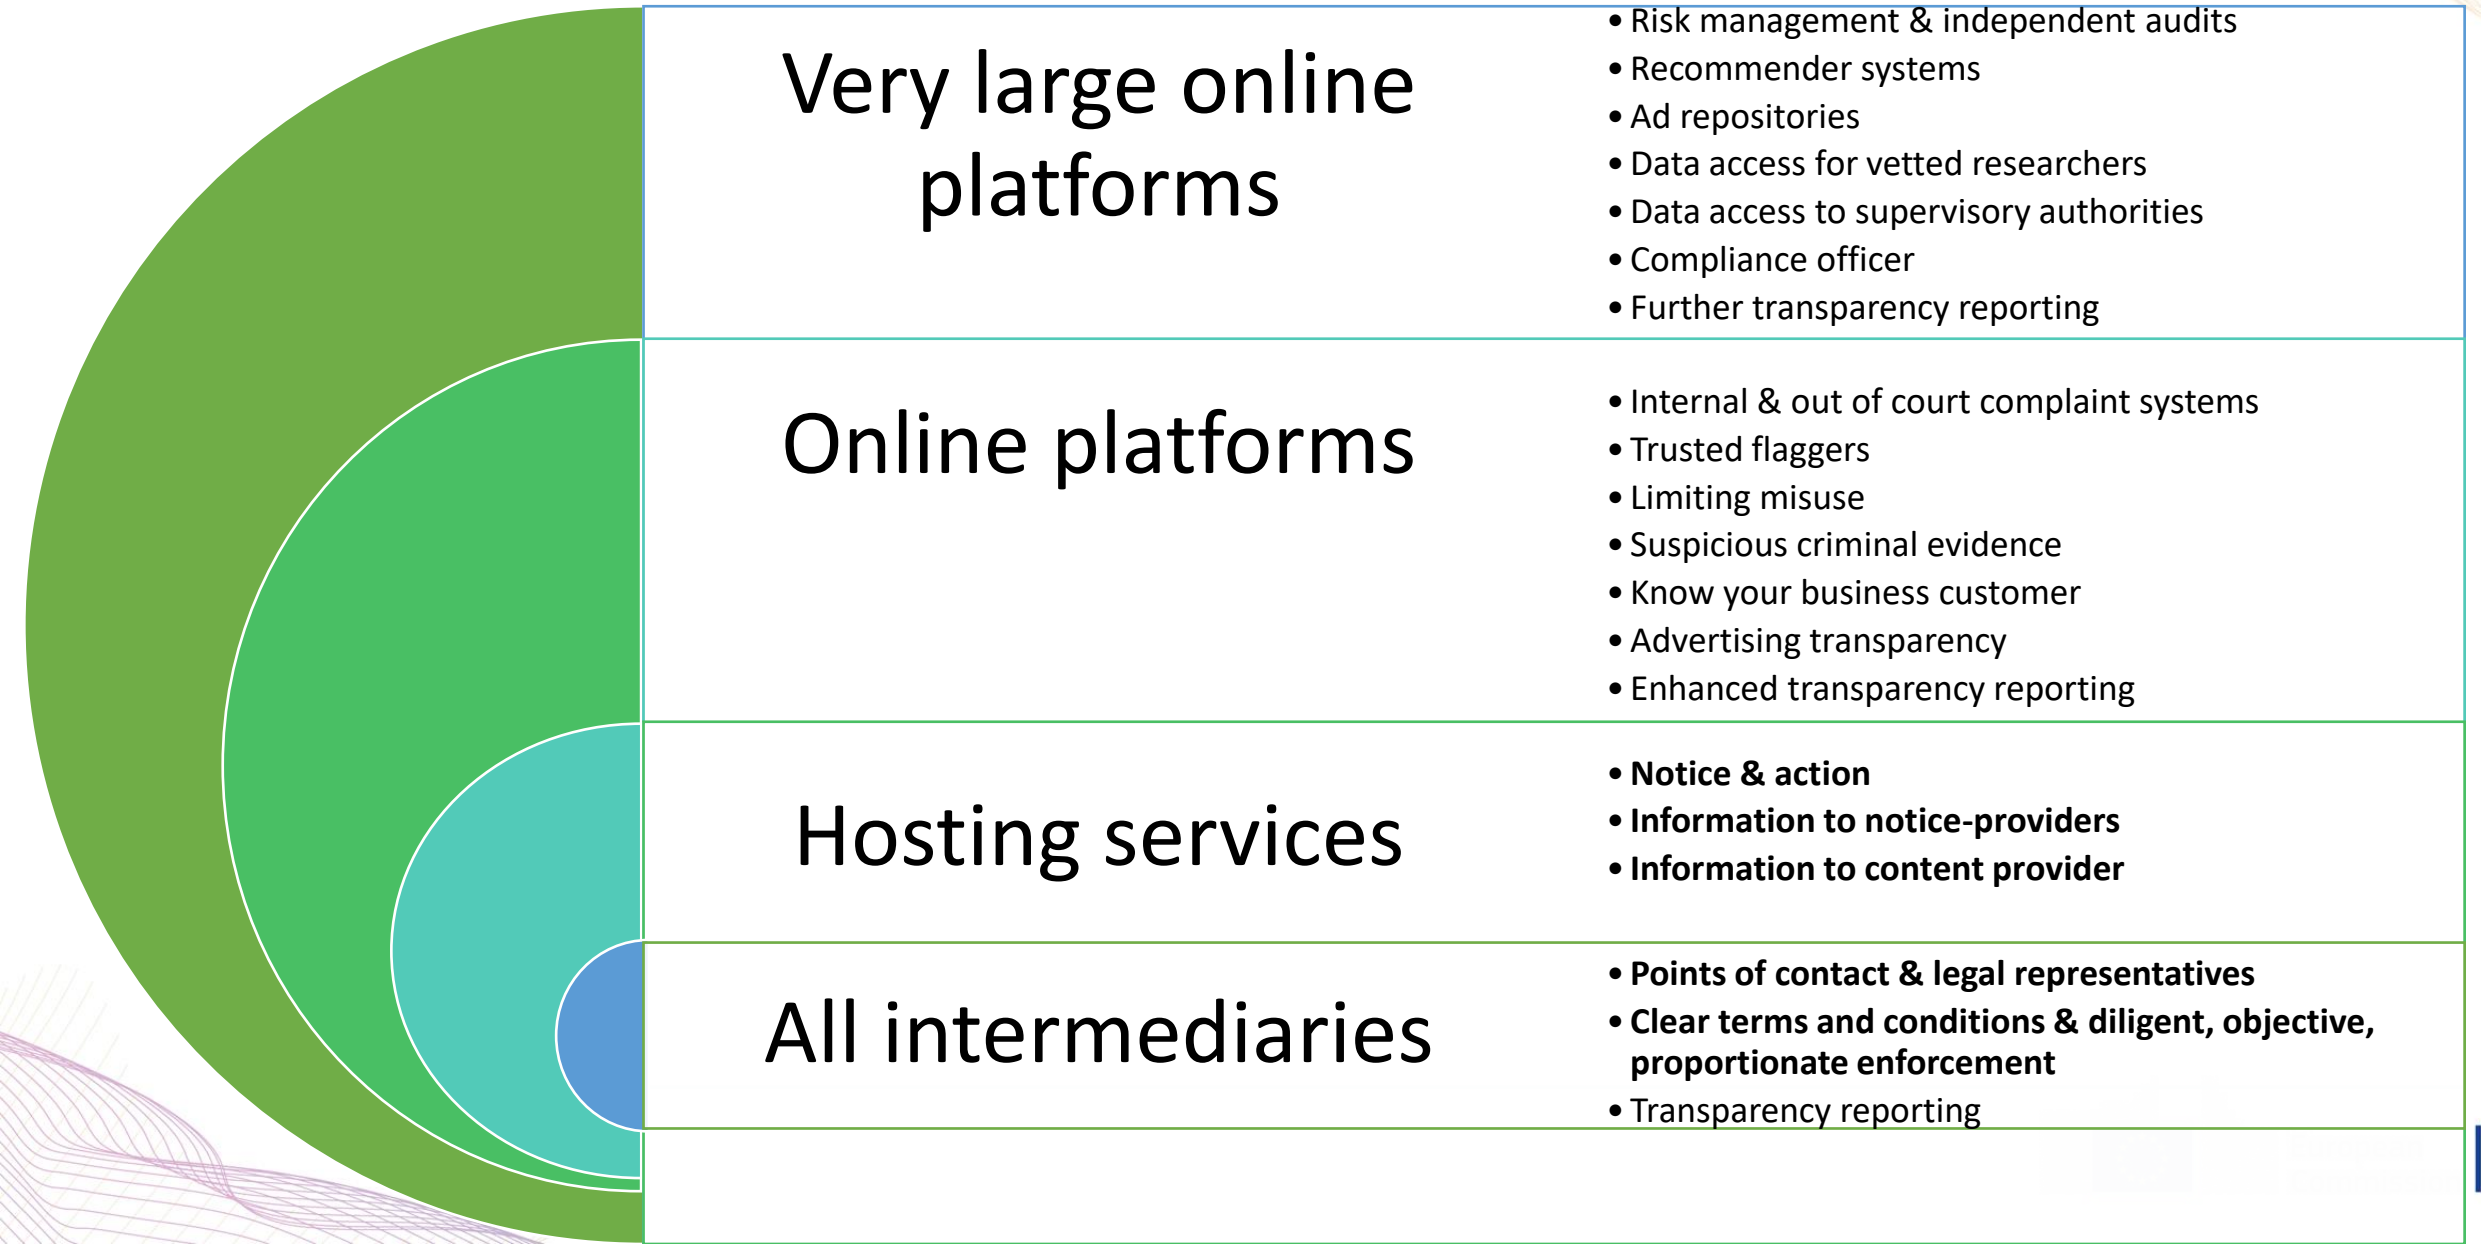 Very large online
platforms
• Risk management & independent audits
• Recommender systems
• Ad repositories
• Data access for vetted researchers
• Data access to supervisory authorities
• Compliance officer
• Further transparency reporting
Online platforms
• Internal & out of court complaint systems
• Trusted flaggers
• Limiting misuse
• Suspicious criminal evidence
• Know your business customer
• Advertising transparency
• Enhanced transparency reporting
Hosting services
• Notice & action
• Information to notice-providers
• Information to content provider
All intermediaries
• Points of contact & legal representatives
• Clear terms and conditions & diligent, objective,
proportionate enforcement
• Transparency reporting